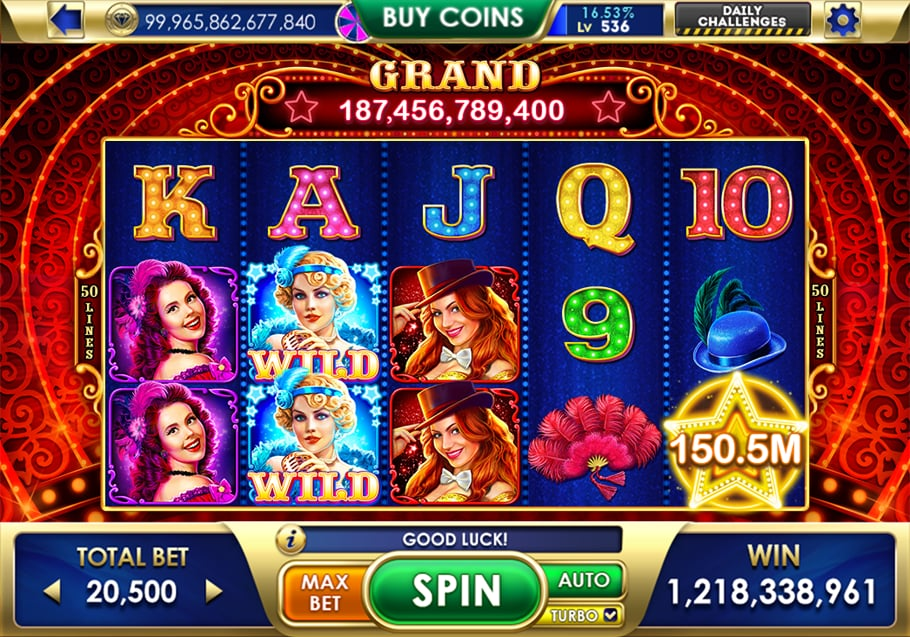 99,965,862,677,840
BUY COINS
16.53%
Lv 536
DAILY
CHALLENGES
GRAND
187,456,789,400
K A J Q 10
50
LINES
50
LINES
9
WILD
WILD
150.5M
GOOD LUCK!
TOTAL BET
20,500
MAX
BET
SPIN
AUTO
TURBO
WIN
1,218,338,961
i